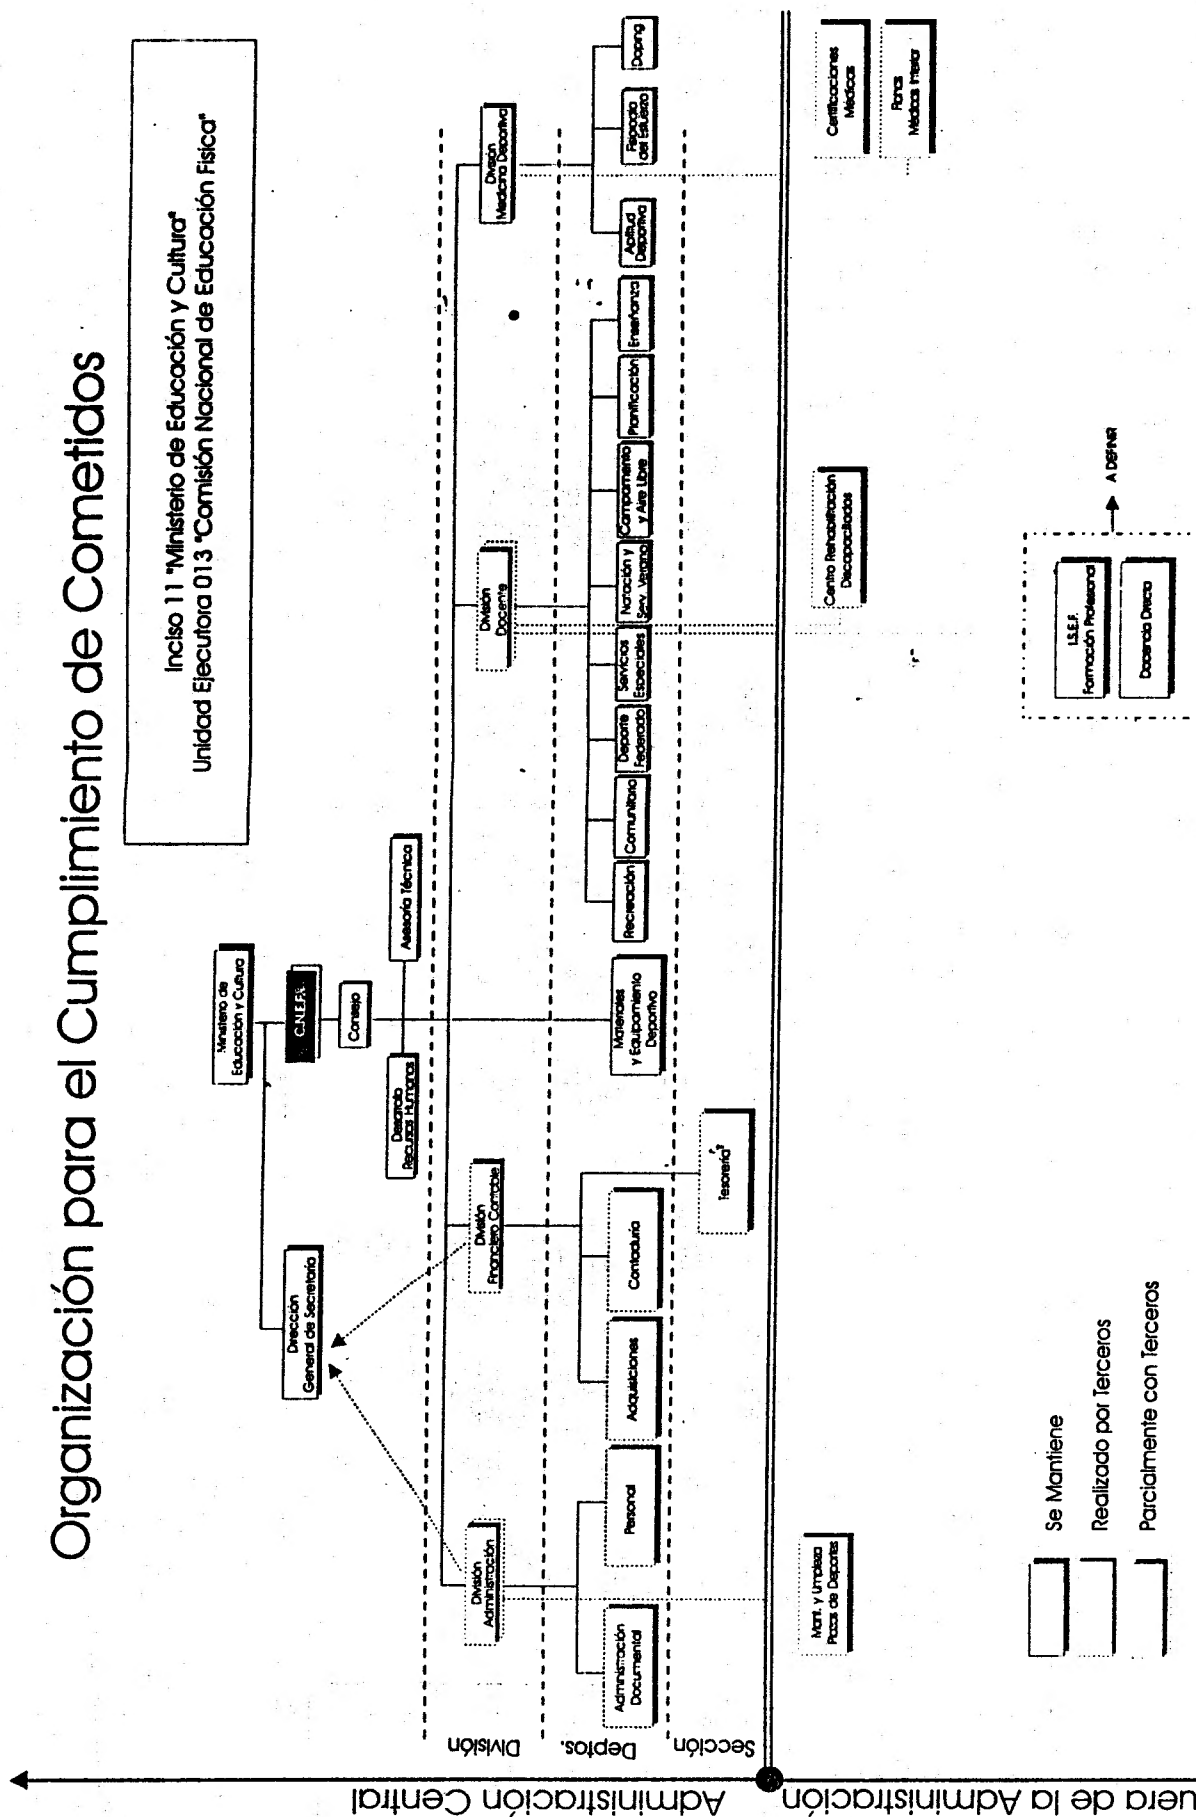 Organización para el Cumplimiento de Cometidos
Inciso 11 "Ministerio de Educación y Cultura"
Unidad Ejecutora 013 "Comisión Nacional de Educación Fisica"
Ministerio de
Educación y Cultura
Dirección
General de Secretaría
C.N.E.F.
Consejo
Desarrollo
Recursos Humanos
Asesoría Técnica
División
División
Administración
División
Financiero Contable
División
Docente
División
Medicina Deportiva
Deptos.
Administración
Documental
Personal
Adquisiciones
Contaduría
Materiales
y Equipamiento
Deportivo
Recreación
Comunitario
Deporte
Federado
Servicios
Especiales
Natación y
Serv. Verano
Campamento
y Aire Libre
Planificación
Enseñanza
Aptitud
Deportiva
Fisiología
del Esfuerzo
Doping
Sección
Tesorería
Administración Central
uera de la Administración
Mant. y Limpieza
Plazas de Deportes
Centro Rehabilitación
Discapacitados
Certificaciones
Médicas
Médicas Interior
I.S.E.F.
Formación Profesional
Docencia Directa
A DEFINIR
Se Mantiene
Realizado por Terceros
Parcialmente con Terceros